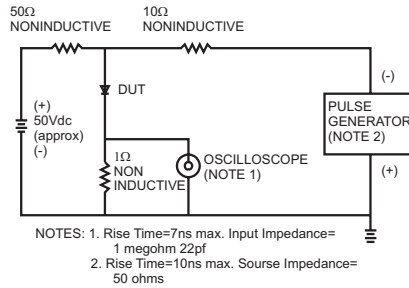 50Ω
NONINDUCTIVE
10Ω
NONINDUCTIVE
(+)
50Vdc
(approx)
(-)
DUT
1Ω
NON
INDUCTIVE
OSCILLOSCOPE
(NOTE 1)
(-)
PULSE
GENERATOR
(NOTE 2)
(+)
NOTES: 1. Rise Time=7ns max. Input Impedance=
1 megohm 22pf
2. Rise Time=10ns max. Sourse Impedance=
50 ohms